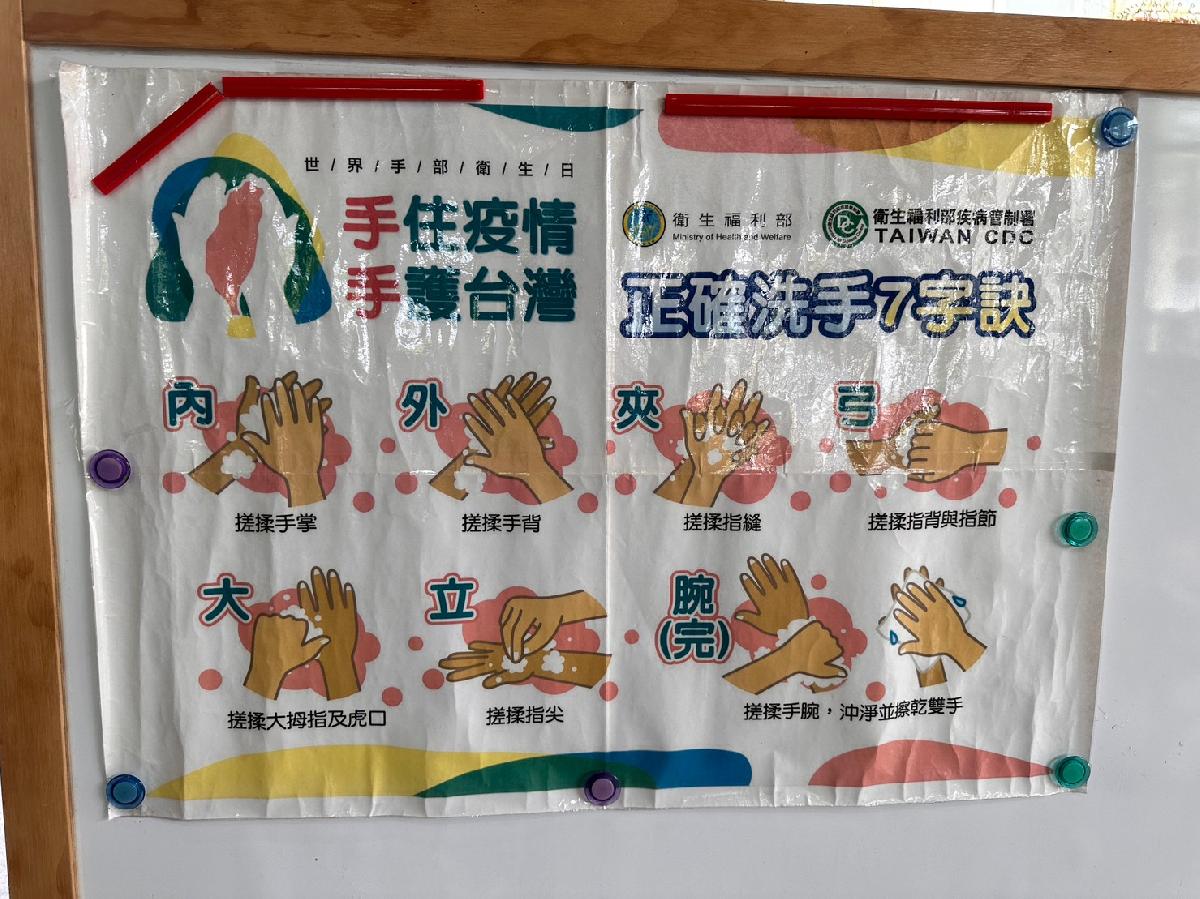 世/界/手/部/衛/生/日
手住疫情
手護台灣
衛生福利部
Ministry of Health and Welfare
衛生福利部疾病管制署
TAIWAN CDC
正確洗手7字訣
內
搓揉手掌
外
搓揉手背
夾
搓揉指縫
弓
搓揉指背與指節
大
搓揉大拇指及虎口
立
搓揉指尖
腕
(完)
搓揉手腕，沖淨並擦乾雙手